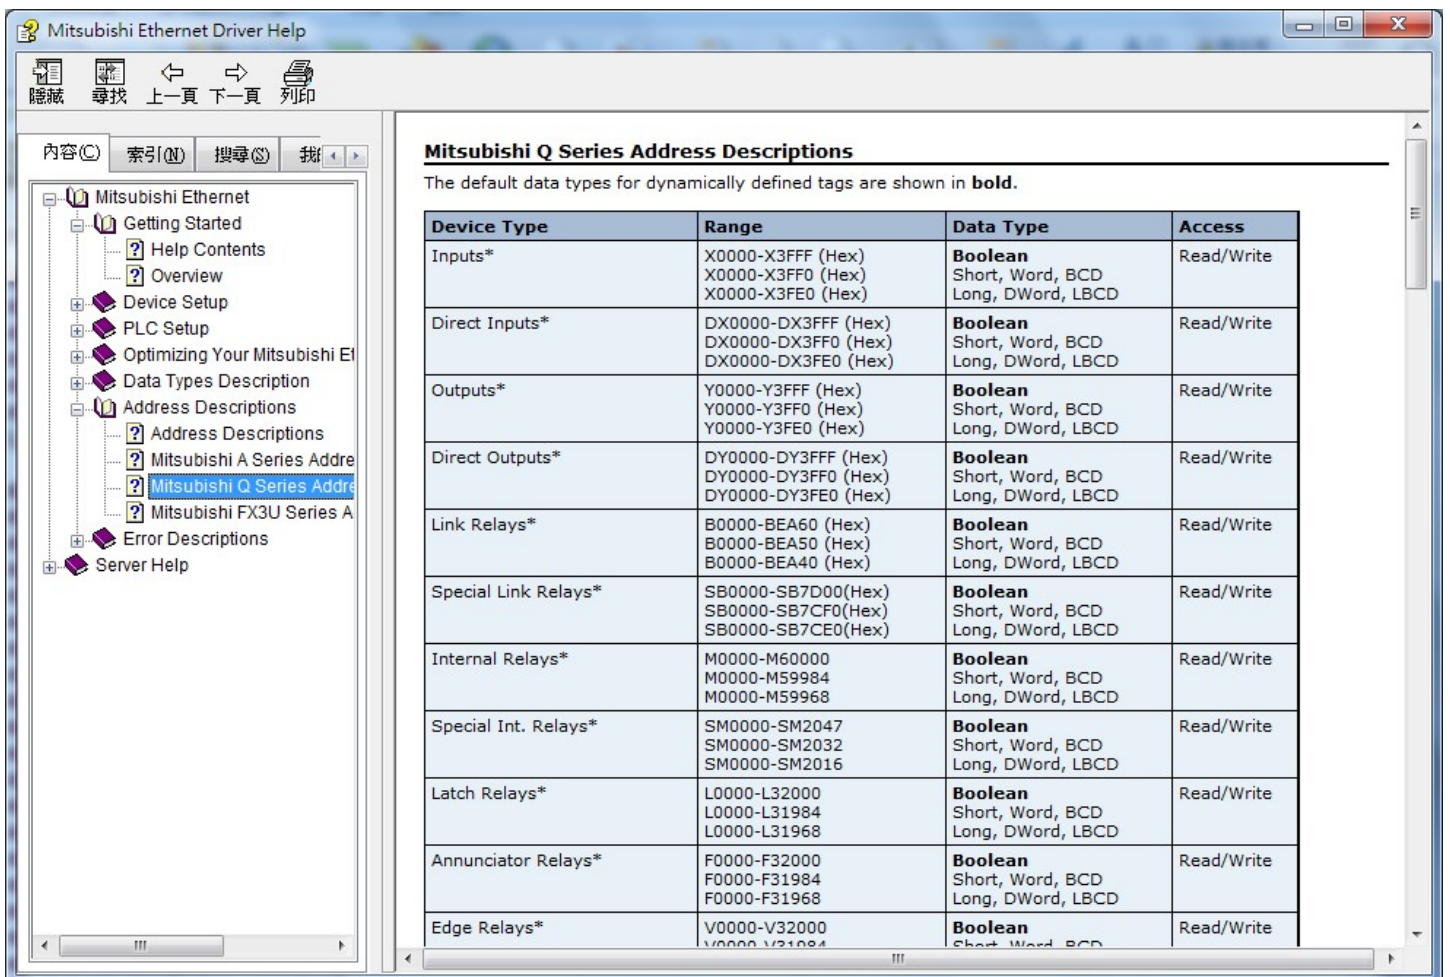 Mitsubishi Ethernet Driver Help
隱藏 尋找 上一頁 下一頁 列印
內容(C) 索引(N) 搜尋(S)
Mitsubishi Ethernet
Getting Started
Help Contents
Overview
Device Setup
PLC Setup
Optimizing Your Mitsubishi Et
Data Types Description
Address Descriptions
Address Descriptions
Mitsubishi A Series Addre
Mitsubishi Q Series Addre
Mitsubishi FX3U Series A
Error Descriptions
Server Help
Mitsubishi Q Series Address Descriptions
The default data types for dynamically defined tags are shown in bold.
Device Type Range Data Type Access
Inputs* X0000-X3FFF (Hex) Boolean Read/Write
X0000-X3FF0 (Hex) Short, Word, BCD
X0000-X3FE0 (Hex) Long, DWord, LBCD
Direct Inputs* DX0000-DX3FFF (Hex) Boolean Read/Write
DX0000-DX3FF0 (Hex) Short, Word, BCD
DX0000-DX3FE0 (Hex) Long, DWord, LBCD
Outputs* Y0000-Y3FFF (Hex) Boolean Read/Write
Y0000-Y3FF0 (Hex) Short, Word, BCD
Y0000-Y3FE0 (Hex) Long, DWord, LBCD
Direct Outputs* DY0000-DY3FFF (Hex) Boolean Read/Write
DY0000-DY3FF0 (Hex) Short, Word, BCD
DY0000-DY3FE0 (Hex) Long, DWord, LBCD
Link Relays* B0000-BEA60 (Hex) Boolean Read/Write
B0000-BEA50 (Hex) Short, Word, BCD
B0000-BEA40 (Hex) Long, DWord, LBCD
Special Link Relays* SB0000-SB7D00(Hex) Boolean Read/Write
SB0000-SB7CF0(Hex) Short, Word, BCD
SB0000-SB7CE0(Hex) Long, DWord, LBCD
Internal Relays* M0000-M60000 Boolean Read/Write
M0000-M59984 Short, Word, BCD
M0000-M59968 Long, DWord, LBCD
Special Int. Relays* SM0000-SM2047 Boolean Read/Write
SM0000-SM2032 Short, Word, BCD
SM0000-SM2016 Long, DWord, LBCD
Latch Relays* L0000-L32000 Boolean Read/Write
L0000-L31984 Short, Word, BCD
L0000-L31968 Long, DWord, LBCD
Annunciator Relays* F0000-F32000 Boolean Read/Write
F0000-F31984 Short, Word, BCD
F0000-F31968 Long, DWord, LBCD
Edge Relays* V0000-V32000 Boolean Read/Write
V0000-V31984 Short, Word, BCD